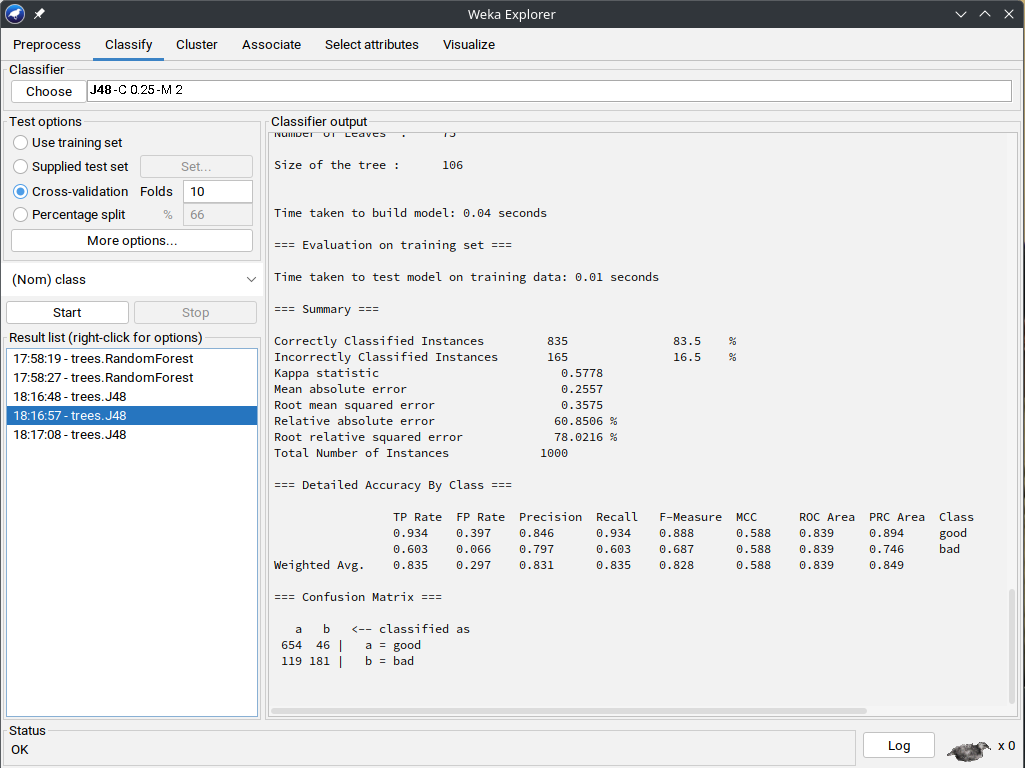 Weka Explorer
Preprocess Classify Cluster Associate Select attributes Visualize
Classifier
Choose J48 -C 0.25 -M 2
Test options
Use training set
Supplied test set Set...
Cross-validation Folds 10
Percentage split % 66
More options...
(Nom) class
Start Stop
Result list (right-click for options)
17:58:19 - trees.RandomForest
17:58:27 - trees.RandomForest
18:16:48 - trees.J48
18:16:57 - trees.J48
18:17:08 - trees.J48
Classifier output
Number of Leaves : 75
Size of the tree : 106
Time taken to build model: 0.04 seconds
=== Evaluation on training set ===
Time taken to test model on training data: 0.01 seconds
=== Summary ===
Correctly Classified Instances 835 83.5 %
Incorrectly Classified Instances 165 16.5 %
Kappa statistic 0.5778
Mean absolute error 0.2557
Root mean squared error 0.3575
Relative absolute error 60.8506 %
Root relative squared error 78.0216 %
Total Number of Instances 1000
=== Detailed Accuracy By Class ===
TP Rate FP Rate Precision Recall F-Measure MCC ROC Area PRC Area Class
0.934 0.397 0.846 0.934 0.888 0.588 0.839 0.894 good
0.603 0.066 0.797 0.603 0.687 0.588 0.839 0.746 bad
Weighted Avg. 0.835 0.297 0.831 0.835 0.828 0.588 0.839 0.849
=== Confusion Matrix ===
a b <-- classified as
654 46 | a = good
119 181 | b = bad
Status
OK
Log
x 0